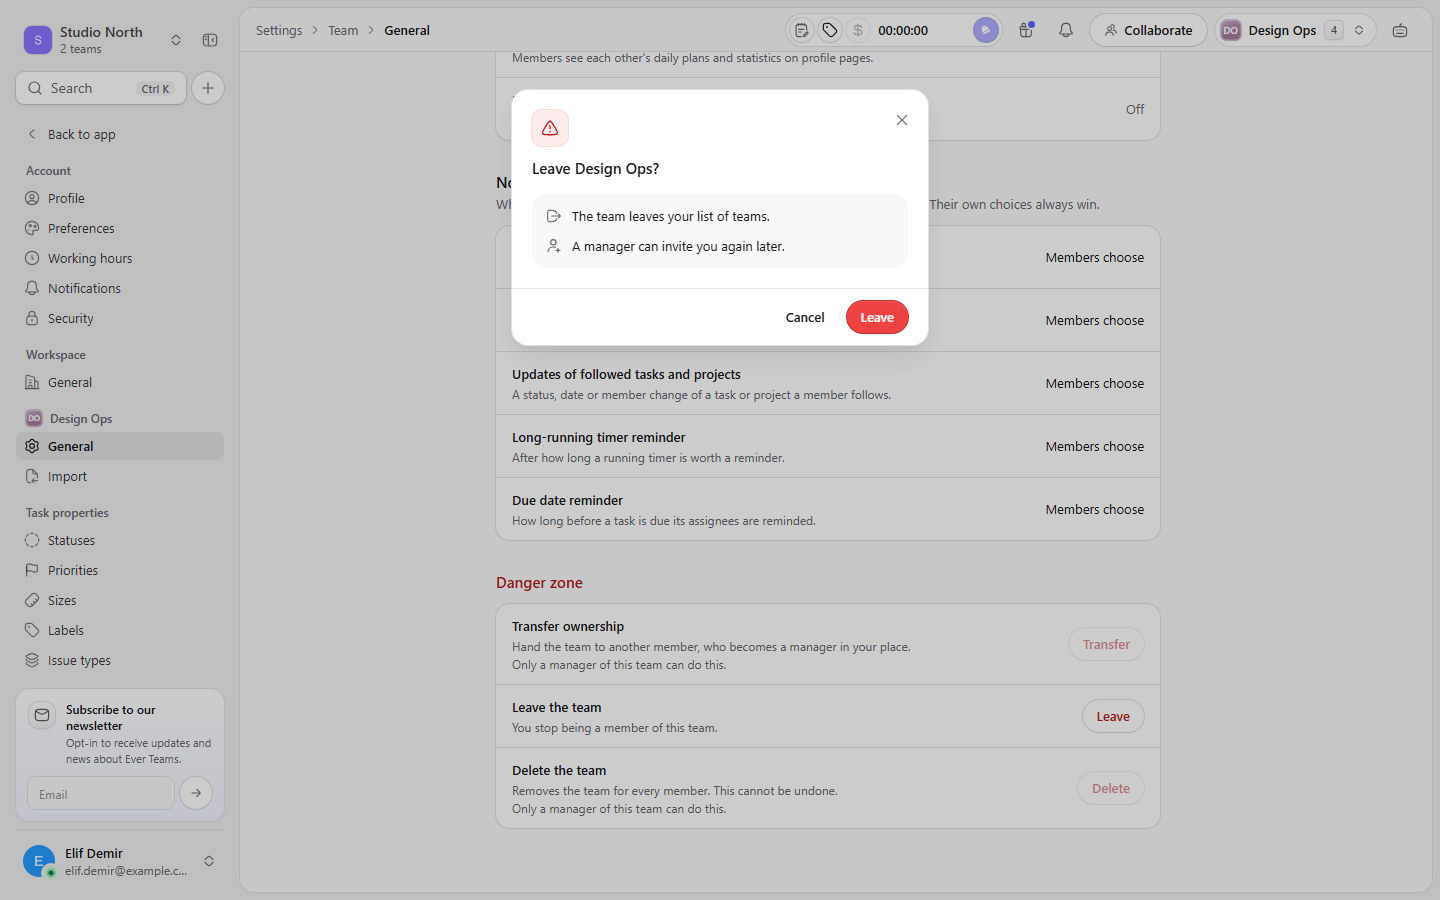 Studio North
2 teams
Search
Ctrl K
Back to app
Account
Profile
Preferences
Working hours
Notifications
Security
Workspace
General
DO Design Ops
General
Import
Task properties
Statuses
Priorities
Sizes
Labels
Issue types
Subscribe to our
newsletter
Opt-in to receive updates and
news about Ever Teams.
Email
E
Elif Demir
elif.demir@example.c...
S
Settings > Team > General
00:00:00
Collaborate
DO Design Ops 4
Members see each other's daily plans and statistics on profile pages.
Off
Their own choices always win.
Members choose
Members choose
Leave Design Ops?
The team leaves your list of teams.
A manager can invite you again later.
Cancel
Leave
Updates of followed tasks and projects
A status, date or member change of a task or project a member follows.
Members choose
Long-running timer reminder
After how long a running timer is worth a reminder.
Members choose
Due date reminder
How long before a task is due its assignees are reminded.
Members choose
Danger zone
Transfer ownership
Hand the team to another member, who becomes a manager in your place.
Only a manager of this team can do this.
Transfer
Leave the team
You stop being a member of this team.
Leave
Delete the team
Removes the team for every member. This cannot be undone.
Only a manager of this team can do this.
Delete